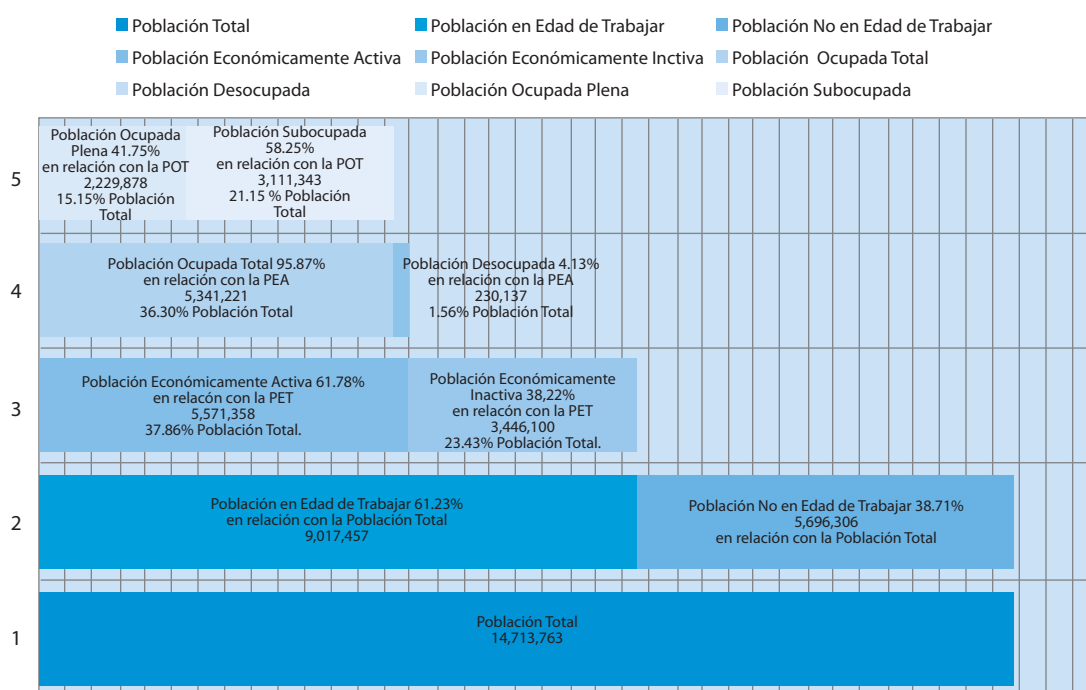 Población Total
Población en Edad de Trabajar
Población No en Edad de Trabajar
Población Económicamente Activa
Población Económicamente Inctiva
Población Ocupada Total
Población Desocupada
Población Ocupada Plena
Población Subocupada
5
Población Ocupada
Plena 41.75%
en relación con la POT
2,229,878
15.15% Población
Total
Población Subocupada
58.25%
en relación con la POT
3,111,343
21.15 % Población
Total
4
Población Ocupada Total 95.87%
en relación con la PEA
5,341,221
36.30% Población Total
Población Desocupada 4.13%
en relación con la PEA
230,137
1.56% Población Total
3
Población Económicamente Activa 61.78%
en relacón con la PET
5,571,358
37.86% Población Total.
Población Económicamente
Inactiva 38,22%
en relacón con la PET
3,446,100
23.43% Población Total.
2
Población en Edad de Trabajar 61.23%
en relación con la Población Total
9,017,457
Población No en Edad de Trabajar 38.71%
5,696,306
en relación con la Población Total
1
Población Total
14,713,763